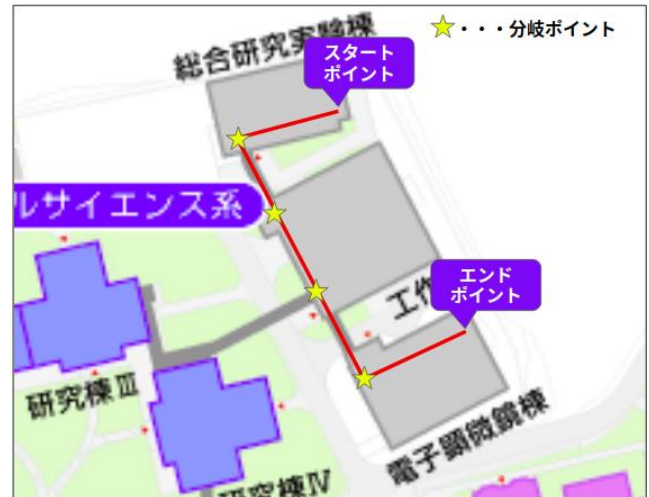 ・・・分岐ポイント
総合研究実験棟
スタート
ポイント
ルサイエンス系
エンド
ポイント
工作
研究棟Ⅲ
電子顕微鏡棟
研究棟Ⅳ